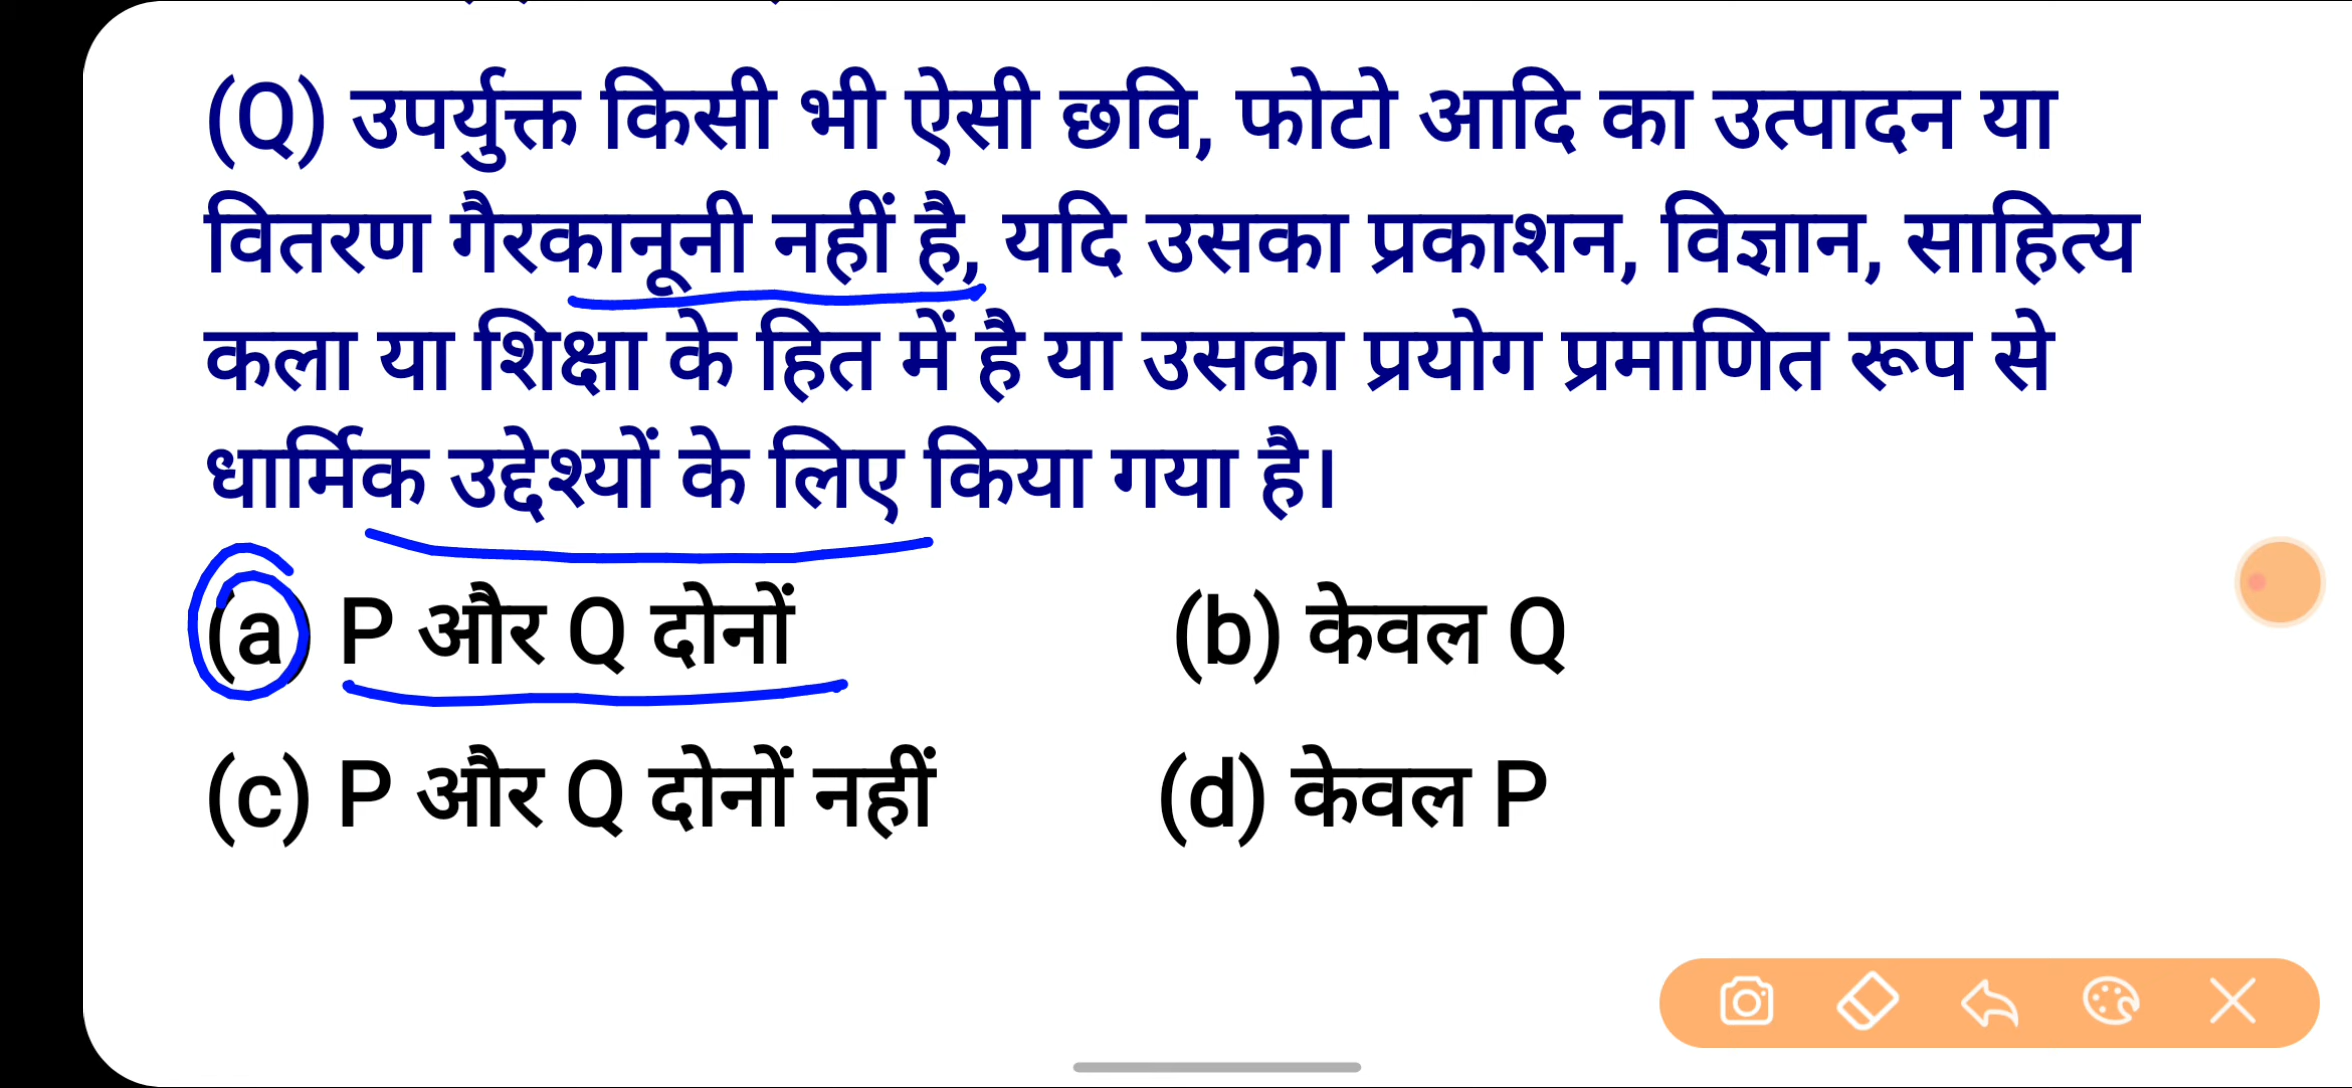 (Q) उपर्युक्त किसी भी ऐसी छवि, फोटो आदि का उत्पादन या
वितरण गैरकानूनी नहीं है, यदि उसका प्रकाशन, विज्ञान, साहित्य
कला या शिक्षा के हित में है या उसका प्रयोग प्रमाणित रूप से
धार्मिक उद्देश्यों के लिए किया गया है।
(a) P और Q दोनों (b) केवल Q
(c) P और Q दोनों नहीं (d) केवल P